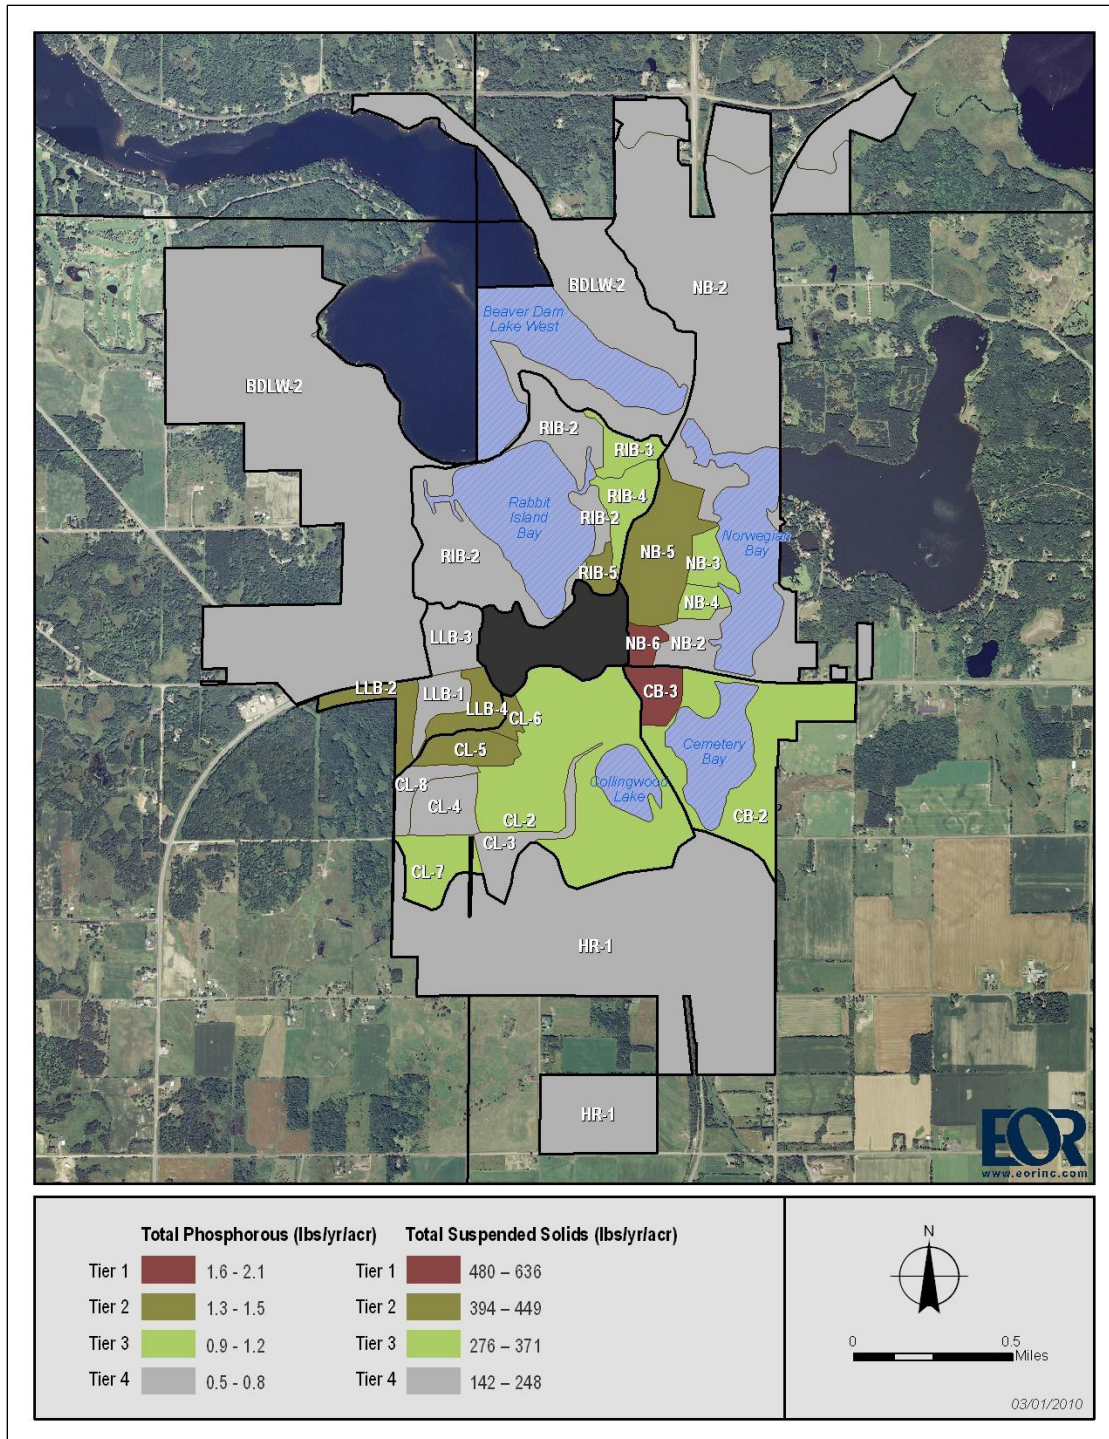 BDLW-2
NB-2
Beaver Dam
Lake West
BDLW-2
RIB-2
RIB-3
RIB-4
Rabbit
Island
Bay
RIB-2
Norwegian
Bay
RIB-2
NB-5
NB-3
RIB-5
NB-4
LLB-3
NB-6
NB-2
LLB-2
LLB-1
CB-3
LLB-4
CL-6
CL-5
Cemetery
Bay
CL-8
Collingwood
Lake
CL-4
CL-2
CB-2
CL-3
CL-7
HR-1
HR-1
EOR
www.eorinc.com
Total Phosphorous (lbs/yr/acr)
Tier 1 1.6 - 2.1
Tier 2 1.3 - 1.5
Tier 3 0.9 - 1.2
Tier 4 0.5 - 0.8
Total Suspended Solids (lbs/yr/acr)
Tier 1 480 – 636
Tier 2 394 – 449
Tier 3 276 – 371
Tier 4 142 – 248
N
0 0.5
Miles
03/01/2010